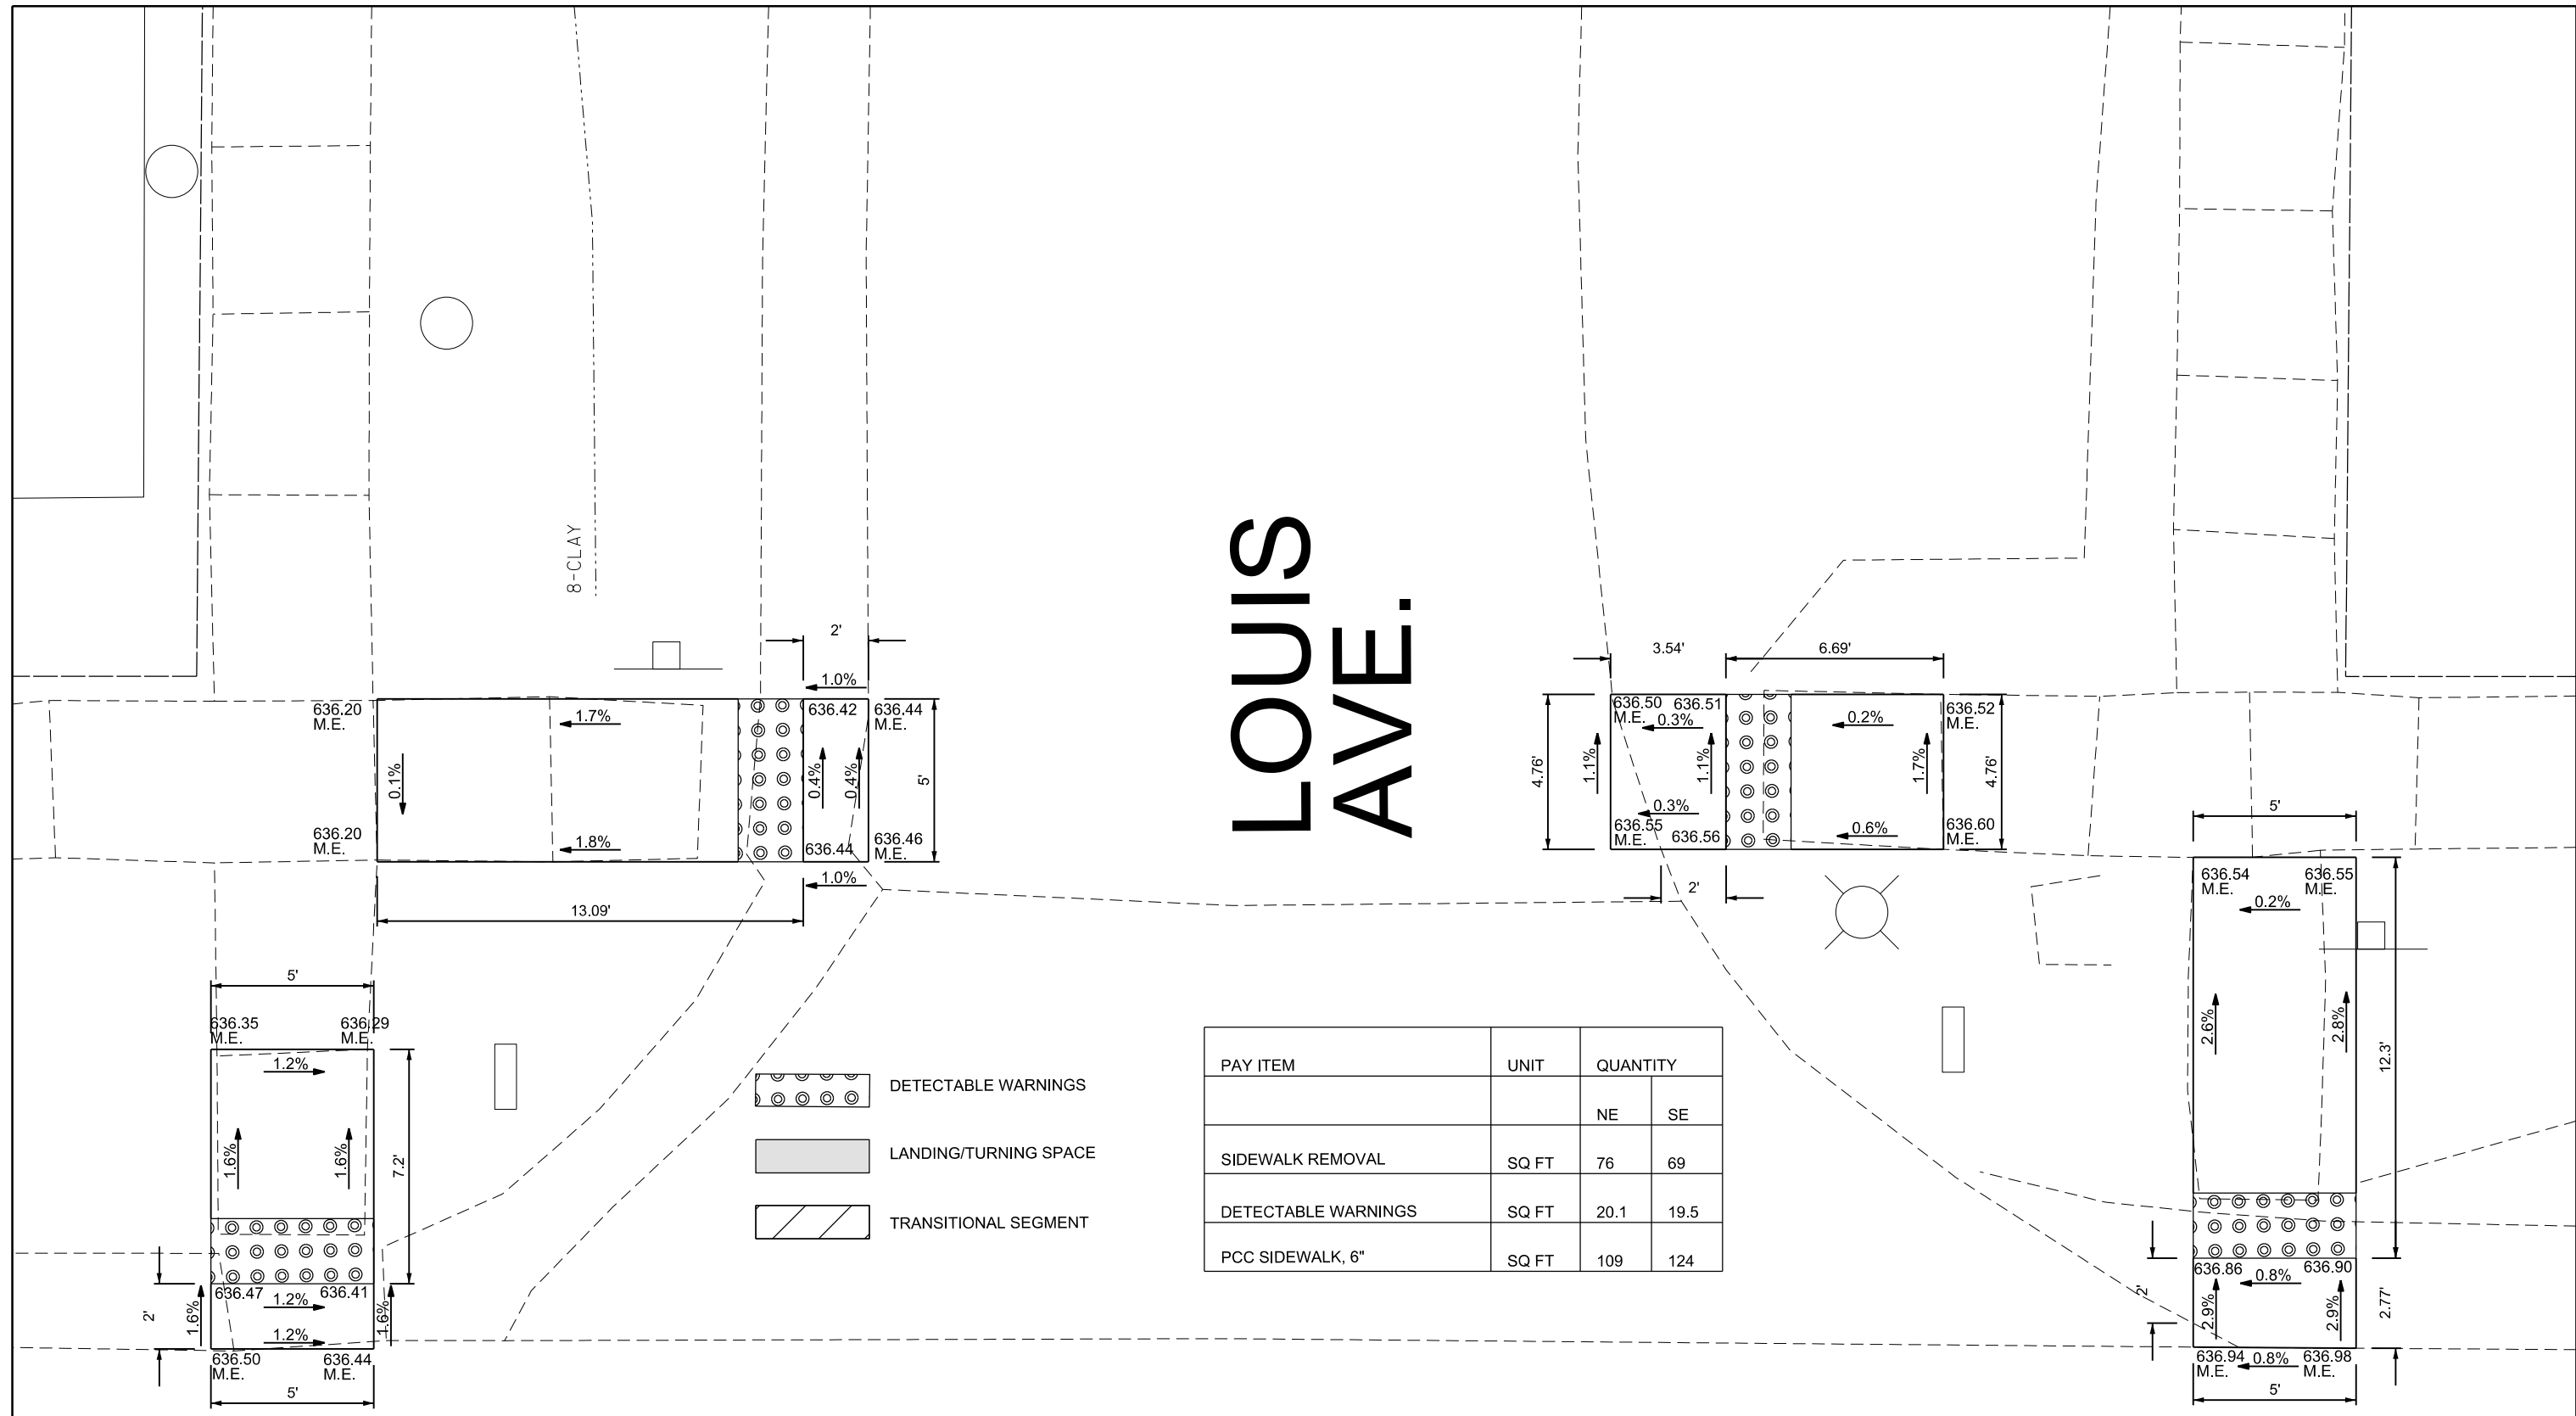 8-CLAY
LOUIS
AVE.
2'
1.0%
636.20
M.E.
1.7%
636.42
636.44
M.E.
0.1%
0.4%
0.4%
5'
636.20
M.E.
1.8%
636.44
636.46
M.E.
1.0%
13.09'
3.54'
6.69'
636.50
M.E.
636.51
0.3%
0.2%
636.52
M.E.
4.76'
1.1%
1.1%
1.7%
4.76'
0.3%
0.6%
636.55
M.E.
636.56
636.60
M.E.
2'
5'
636.54
M.E.
636.55
M.E.
0.2%
2.6%
2.8%
12.3'
636.86
636.90
0.8%
2'
2.9%
2.9%
2.77'
636.94
M.E.
0.8%
636.98
M.E.
5'
5'
636.35
M.E.
636.29
M.E.
1.2%
1.6%
1.6%
7.2'
636.47
636.41
1.2%
2'
1.6%
1.6%
1.2%
636.50
M.E.
636.44
M.E.
5'
DETECTABLE WARNINGS
LANDING/TURNING SPACE
TRANSITIONAL SEGMENT
PAY ITEM UNIT QUANTITY
NE SE
SIDEWALK REMOVAL SQ FT 76 69
DETECTABLE WARNINGS SQ FT 20.1 19.5
PCC SIDEWALK, 6" SQ FT 109 124